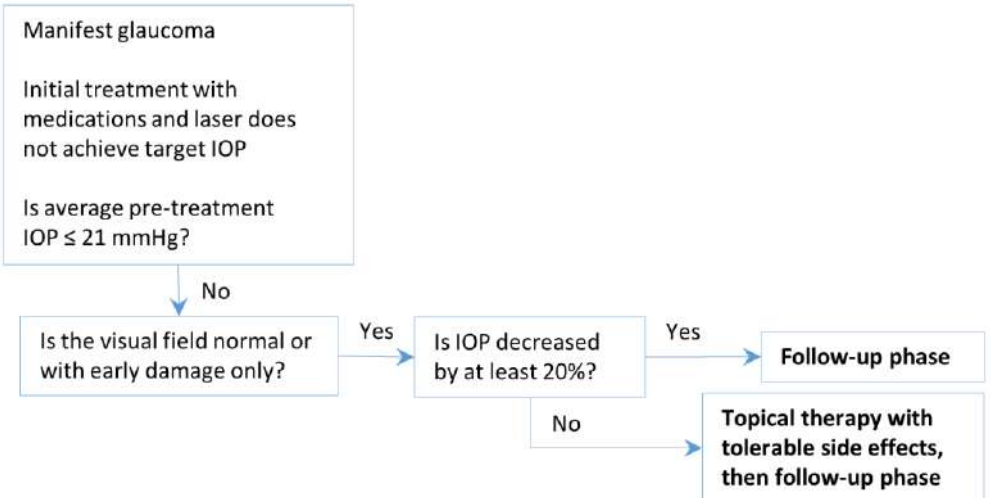 Manifest glaucoma
Initial treatment with
medications and laser does
not achieve target IOP
Is average pre-treatment
IOP ≤ 21 mmHg?
No
Is the visual field normal or
with early damage only?
Yes
Is IOP decreased
by at least 20%?
Yes
Follow-up phase
No
Topical therapy with
tolerable side effects,
then follow-up phase